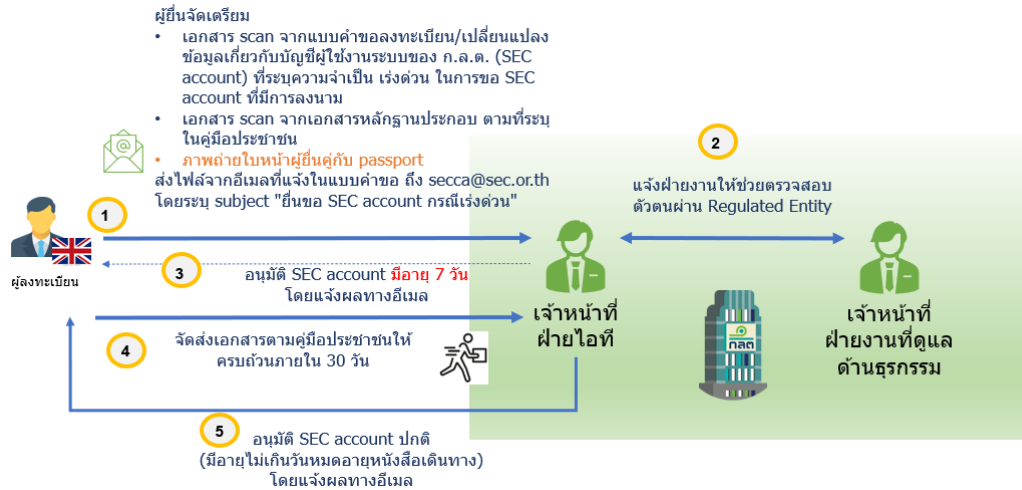 ผู้ยื่นจัดเตรียม
• เอกสาร scan จากแบบคำขอลงทะเบียน/เปลี่ยนแปลง
ข้อมูลเกี่ยวกับบัญชีผู้ใช้งานระบบของ ก.ล.ต. (SEC
account) ที่ระบุความจำเป็น เร่งด่วน ในการขอ SEC
account ที่มีการลงนาม
• เอกสาร scan จากเอกสารหลักฐานประกอบ ตามที่ระบุ
ในคู่มือประชาชน
• ภาพถ่ายใบหน้าผู้ยื่นคู่กับ passport
ส่งไฟล์จากอีเมลที่แจ้งในแบบคำขอ ถึง secca@sec.or.th
โดยระบุ subject "ยื่นขอ SEC account กรณีเร่งด่วน"
1
ผู้ลงทะเบียน
2
แจ้งฝ่ายงานให้ช่วยตรวจสอบ
ตัวตนผ่าน Regulated Entity
3
อนุมัติ SEC account มีอายุ 7 วัน
โดยแจ้งผลทางอีเมล
เจ้าหน้าที่
ฝ่ายไอที
กลต
เจ้าหน้าที่
ฝ่ายงานที่ดูแล
ด้านธุรกรรม
4
จัดส่งเอกสารตามคู่มือประชาชนให้
ครบถ้วนภายใน 30 วัน
5
อนุมัติ SEC account ปกติ
(มีอายุไม่เกินวันหมดอายุหนังสือเดินทาง)
โดยแจ้งผลทางอีเมล